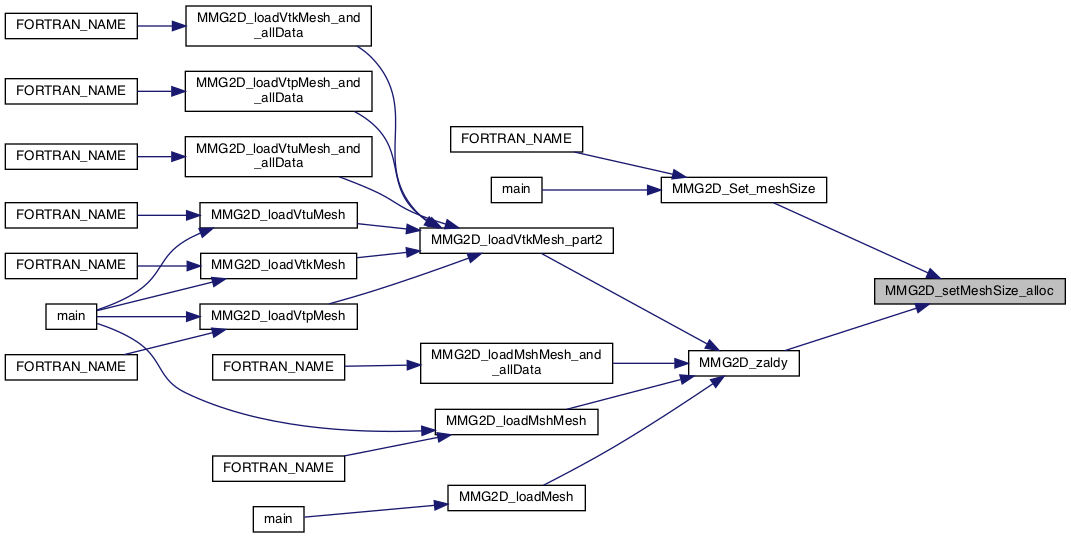 FORTRAN_NAME
MMG2D_loadVtkMesh_and
_allData
FORTRAN_NAME
MMG2D_loadVtpMesh_and
_allData
FORTRAN_NAME
MMG2D_loadVtuMesh_and
_allData
FORTRAN_NAME
MMG2D_loadVtuMesh
FORTRAN_NAME
MMG2D_loadVtkMesh
main
MMG2D_loadVtpMesh
FORTRAN_NAME
FORTRAN_NAME
main
MMG2D_Set_meshSize
MMG2D_loadVtkMesh_part2
MMG2D_setMeshSize_alloc
FORTRAN_NAME
MMG2D_loadMshMesh_and
_allData
MMG2D_zaldy
MMG2D_loadMshMesh
FORTRAN_NAME
MMG2D_loadMesh
main